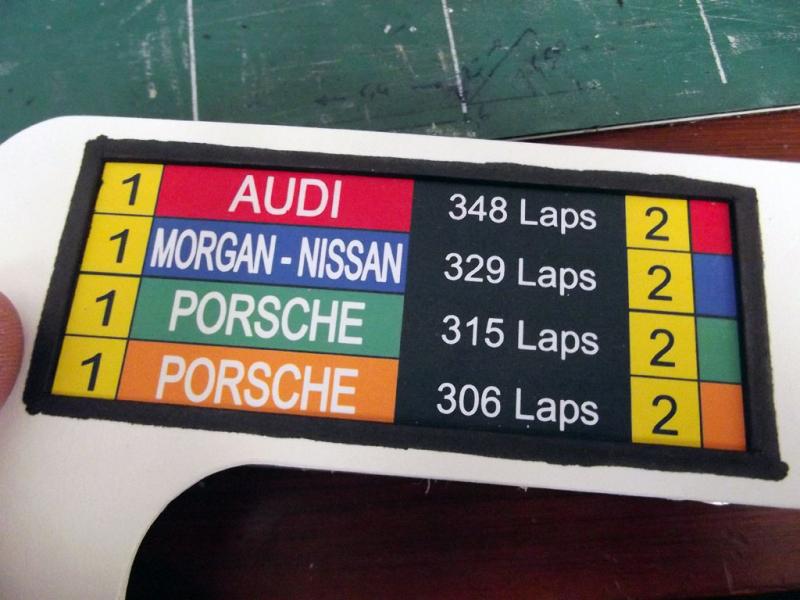 1 AUDI 348 Laps 2
1 MORGAN - NISSAN 329 Laps 2
1 PORSCHE 315 Laps 2
1 PORSCHE 306 Laps 2